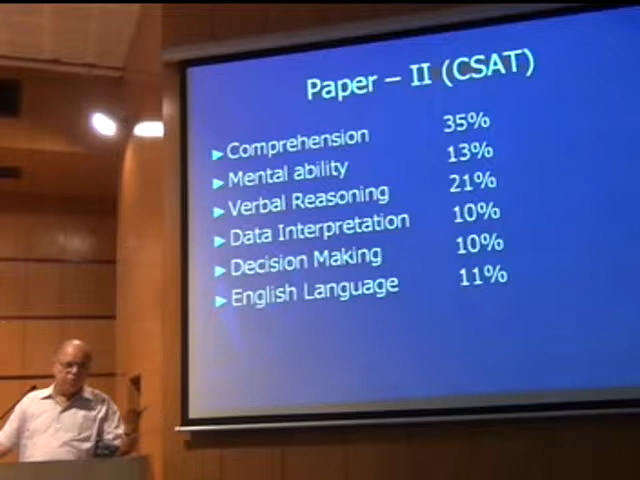 Paper – II (CSAT)
Comprehension 35%
Mental ability 13%
Verbal Reasoning 21%
Data Interpretation 10%
Decision Making 10%
English Language 11%